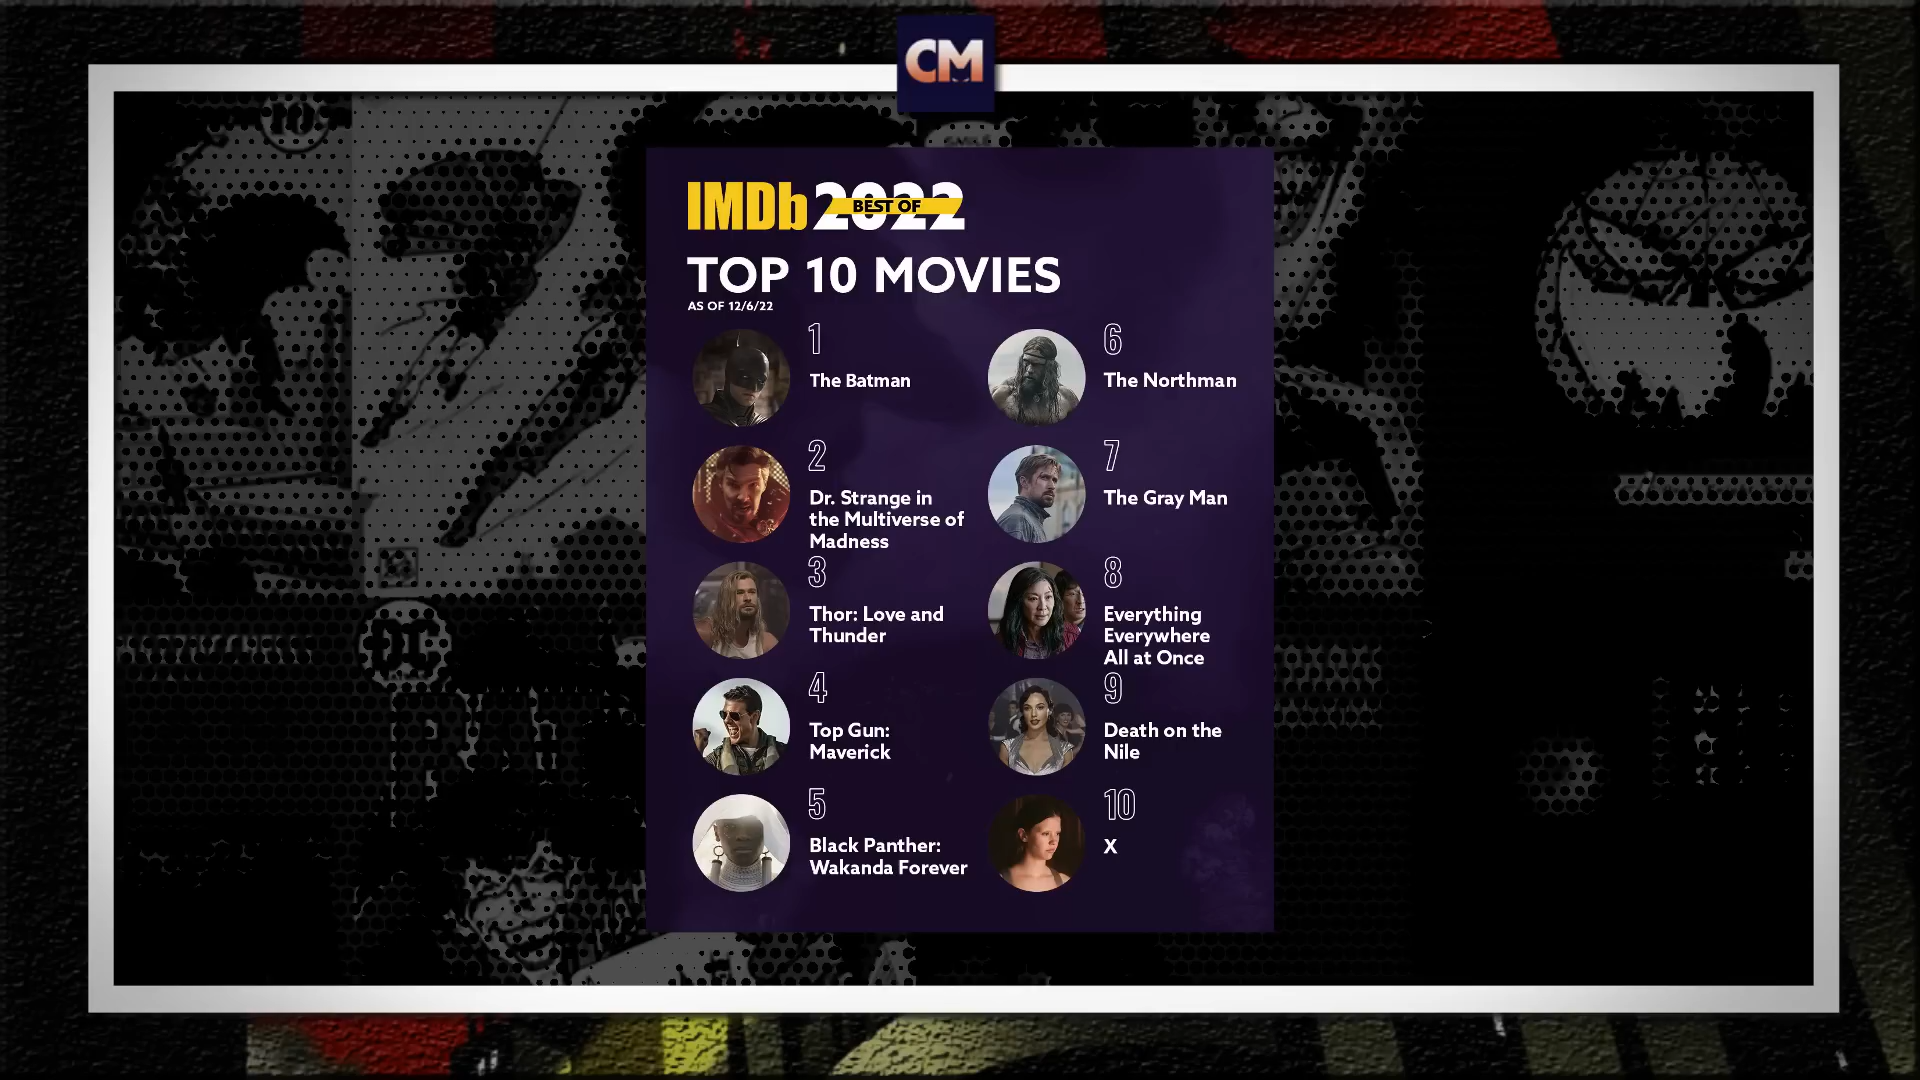 CM
IMDb 2022
BEST OF
TOP 10 MOVIES
AS OF 12/6/22
1
The Batman
2
Dr. Strange in
the Multiverse of
Madness
3
Thor: Love and
Thunder
4
Top Gun:
Maverick
5
Black Panther:
Wakanda Forever
6
The Northman
7
The Gray Man
8
Everything
Everywhere
All at Once
9
Death on the
Nile
10
X
DC